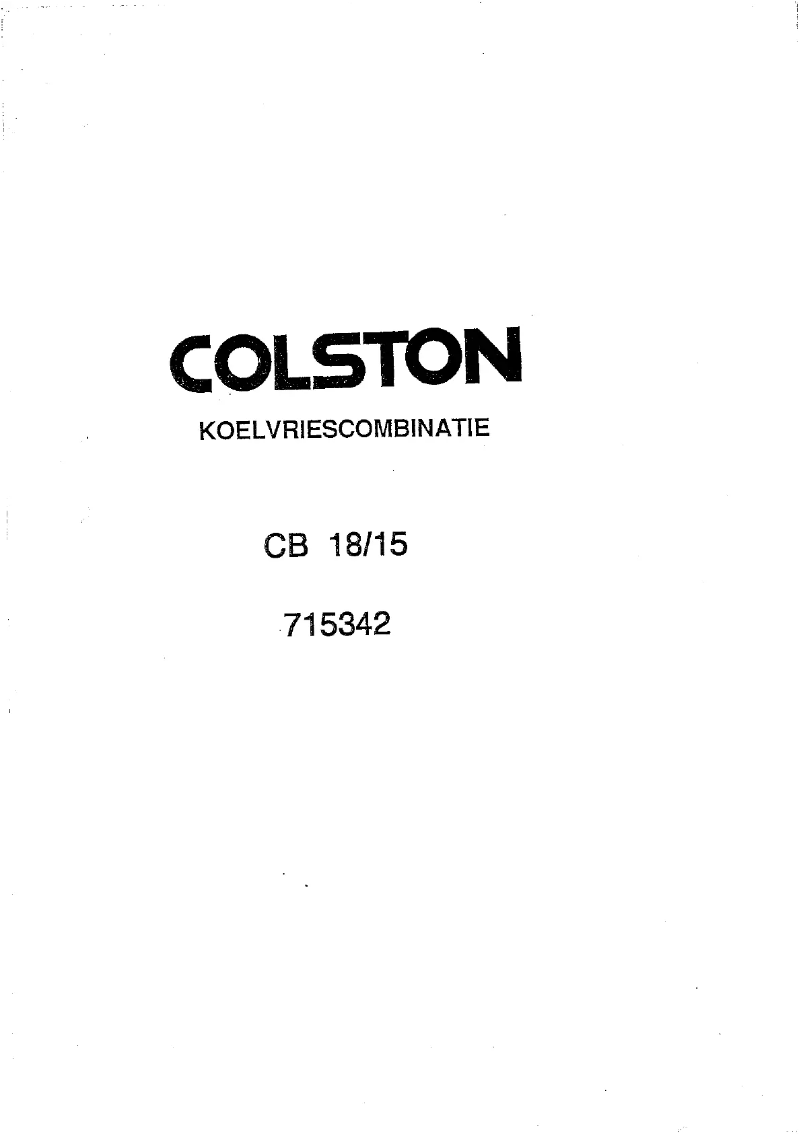 COLSTON
KOELVRIESCOMBINATIE
CB 18/15
715342